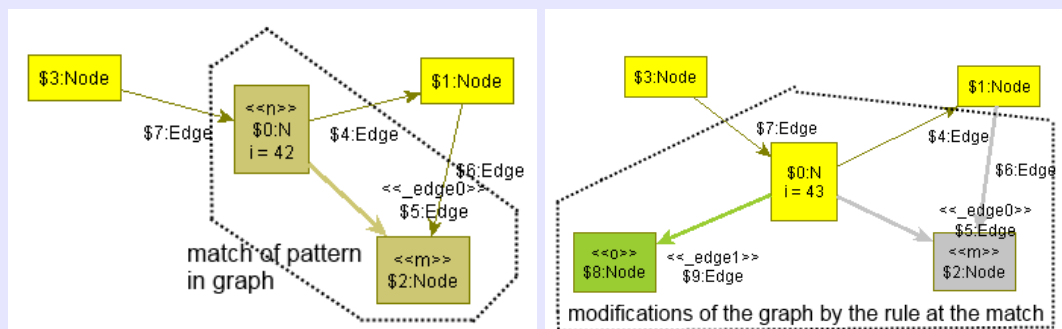 $3:Node
<<n>>
$0:N
i = 42
$1:Node
$7:Edge
$4:Edge
$6:Edge
<<_edge0>>
$5:Edge
match of pattern
in graph
<<m>>
$2:Node
$3:Node
$1:Node
$7:Edge
$4:Edge
$0:N
i = 43
$6:Edge
<<_edge0>>
$5:Edge
<<o>>
$8:Node
<<_edge1>>
$9:Edge
<<m>>
$2:Node
modifications of the graph by the rule at the match